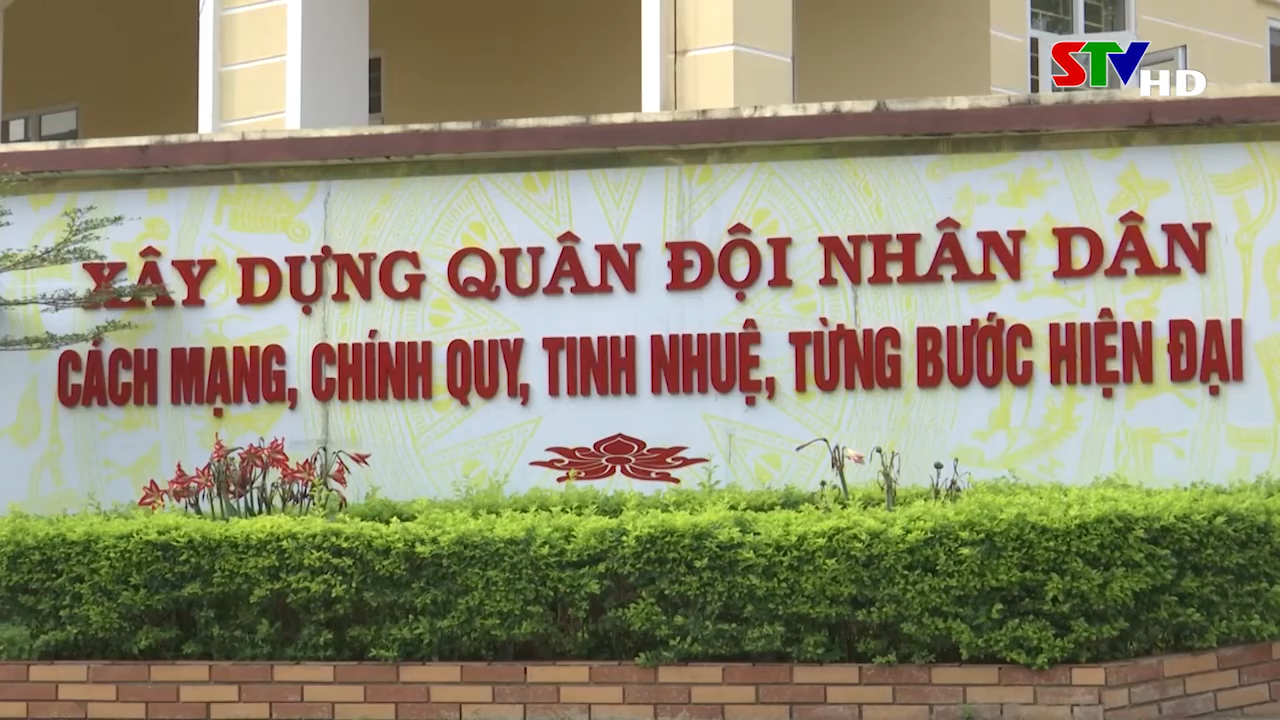 STV HD
XÂY DỰNG QUÂN ĐỘI NHÂN DÂN
CÁCH MẠNG, CHÍNH QUY, TINH NHUỆ, TỪNG BƯỚC HIỆN ĐẠI